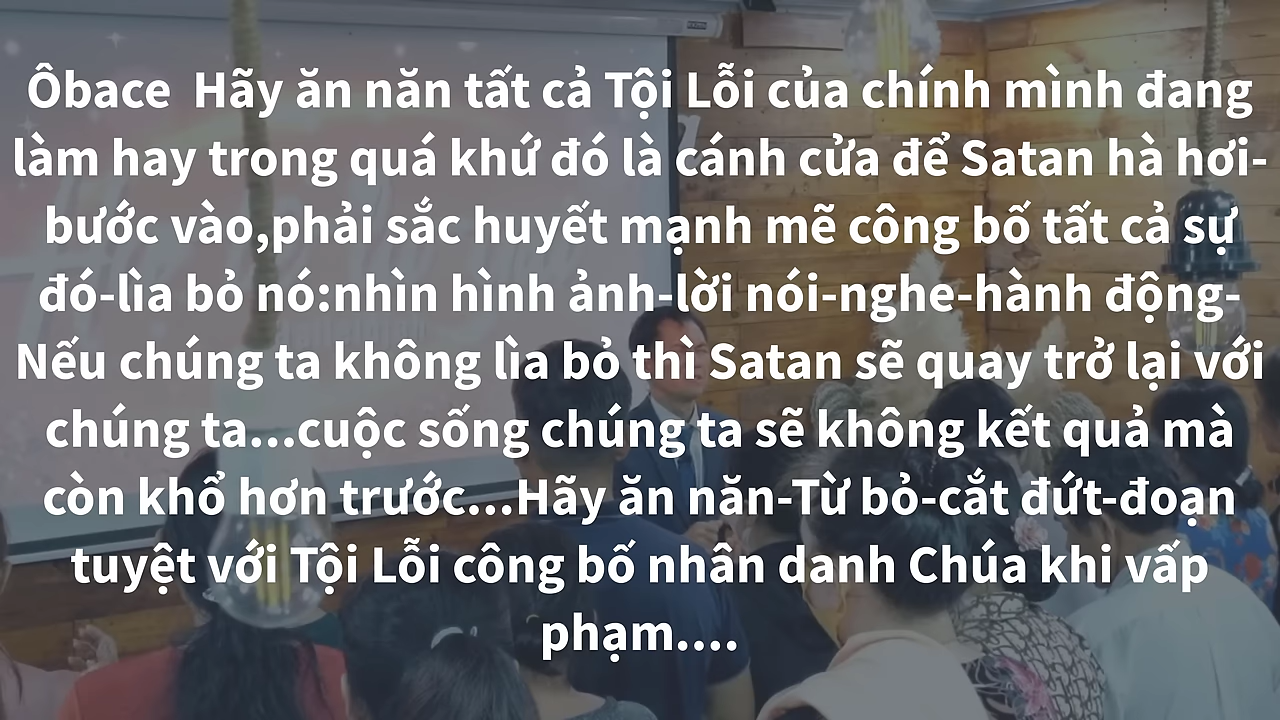 Ôbace  Hãy ăn năn tất cả Tội Lỗi của chính mình đang
làm hay trong quá khứ đó là cánh cửa để Satan hà hơi-
bước vào,phải sắc huyết mạnh mẽ công bố tất cả sự
đó-lìa bỏ nó:nhìn hình ảnh-lời nói-nghe-hành động-
Nếu chúng ta không lìa bỏ thì Satan sẽ quay trở lại với
chúng ta...cuộc sống chúng ta sẽ không kết quả mà
còn khổ hơn trước...Hãy ăn năn-Từ bỏ-cắt đứt-đoạn
tuyệt với Tội Lỗi công bố nhân danh Chúa khi vấp
phạm....